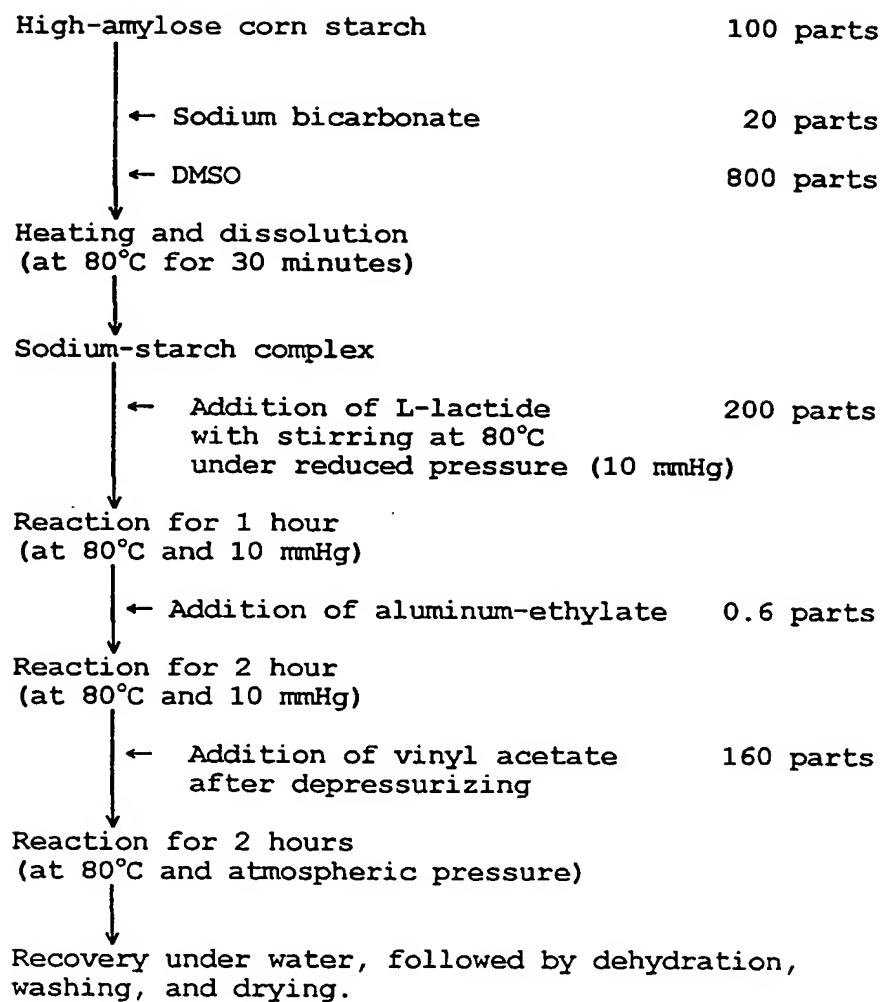 High-amylose corn starch 100 parts
← Sodium bicarbonate 20 parts
← DMSO 800 parts
Heating and dissolution
(at 80°C for 30 minutes)
Sodium-starch complex
← Addition of L-lactide 200 parts
with stirring at 80°C
under reduced pressure (10 mmHg)
Reaction for 1 hour
(at 80°C and 10 mmHg)
← Addition of aluminum-ethylate 0.6 parts
Reaction for 2 hour
(at 80°C and 10 mmHg)
← Addition of vinyl acetate 160 parts
after depressurizing
Reaction for 2 hours
(at 80°C and atmospheric pressure)
Recovery under water, followed by dehydration,
washing, and drying.